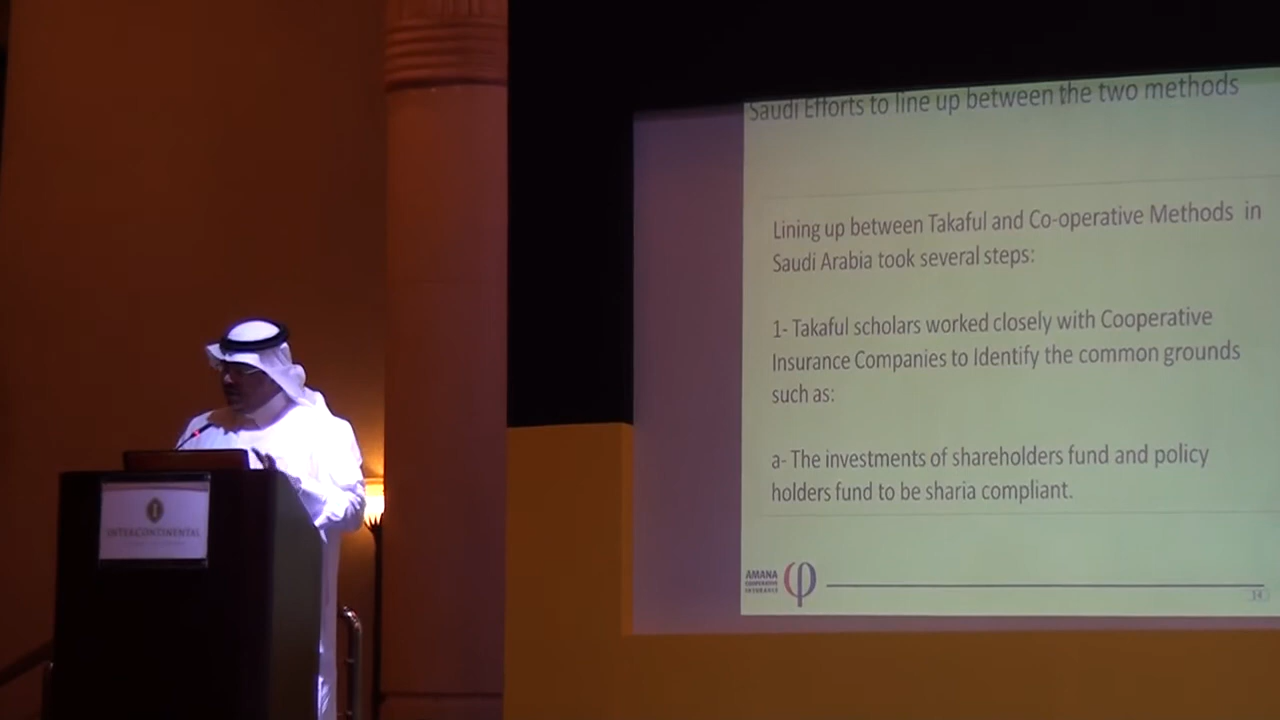 Saudi Efforts to line up between the two methods
Lining up between Takaful and Co-operative Methods in
Saudi Arabia took several steps:
1- Takaful scholars worked closely with Cooperative
Insurance Companies to Identify the common grounds
such as:
a- The investments of shareholders fund and policy
holders fund to be sharia compliant.
AMANA
COOPERATIVE
INSURANCE
14
INTERCONTINENTAL